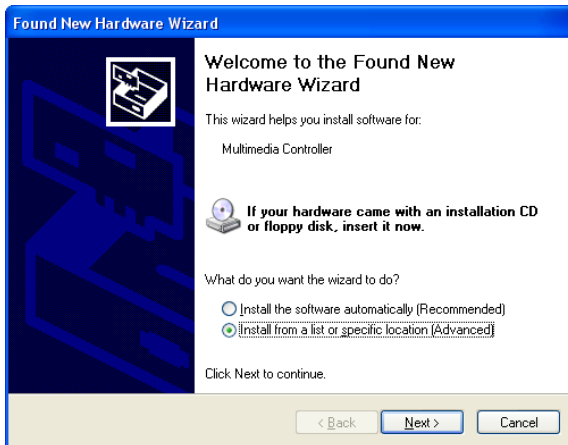 Found New Hardware Wizard
Welcome to the Found New
Hardware Wizard
This wizard helps you install software for:
Multimedia Controller
If your hardware came with an installation CD
or floppy disk, insert it now.
What do you want the wizard to do?
Install the software automatically (Recommended)
Install from a list or specific location (Advanced)
Click Next to continue.
< Back
Next >
Cancel